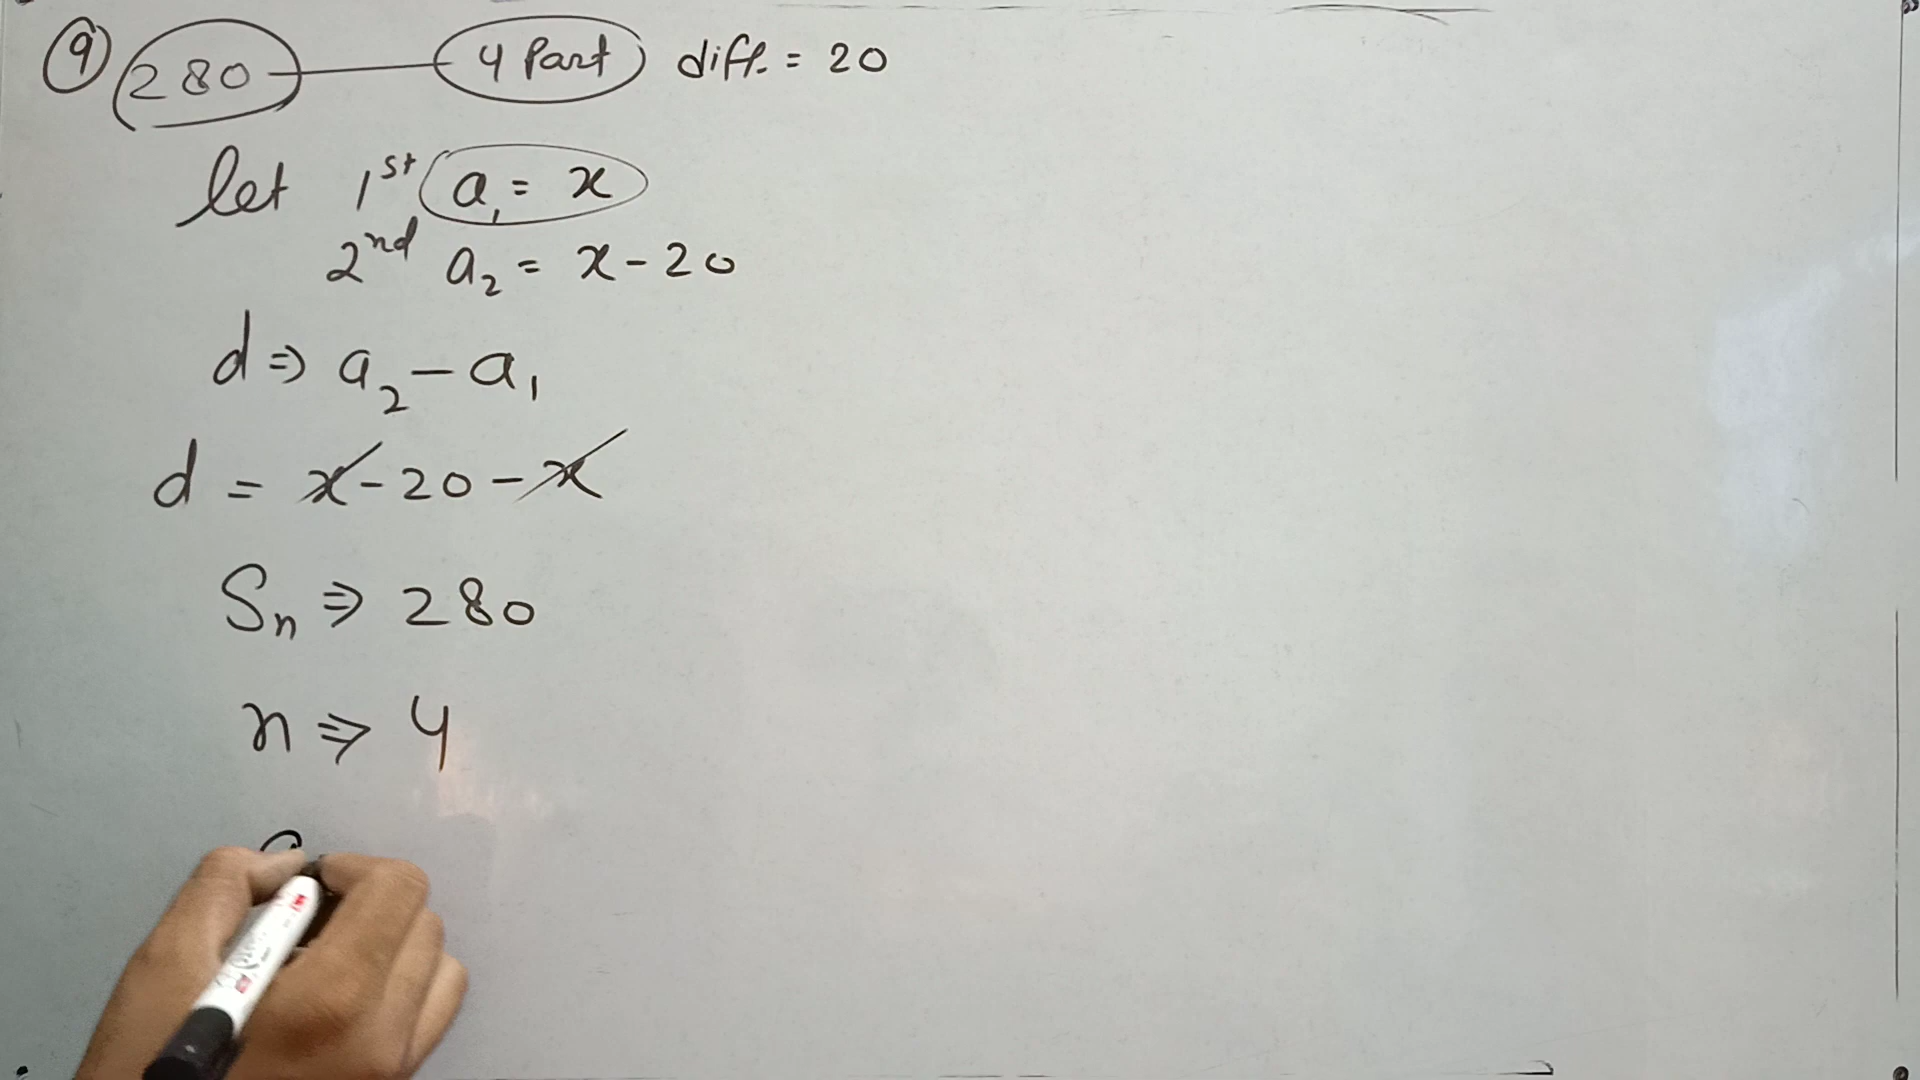 9 280 — 4 Part diff. = 20
let 1st a₁ = x
2nd a₂ = x - 20
d ⇒ a₂ - a₁
d = x - 20 - x
Sₙ ⇒ 280
n ⇒ 4